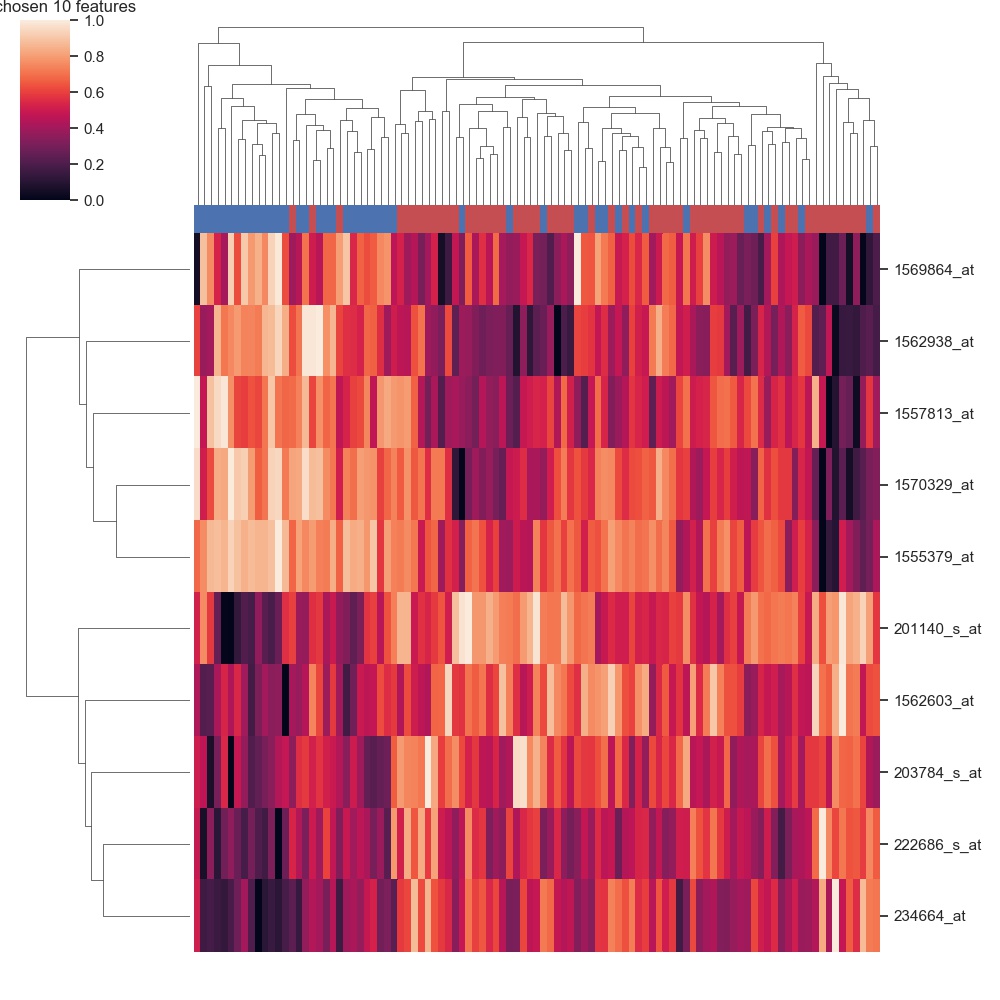 chosen 10 features
1.0
0.8
0.6
0.4
0.2
0.0
1569864_at
1562938_at
1557813_at
1570329_at
1555379_at
201140_s_at
1562603_at
203784_s_at
222686_s_at
234664_at